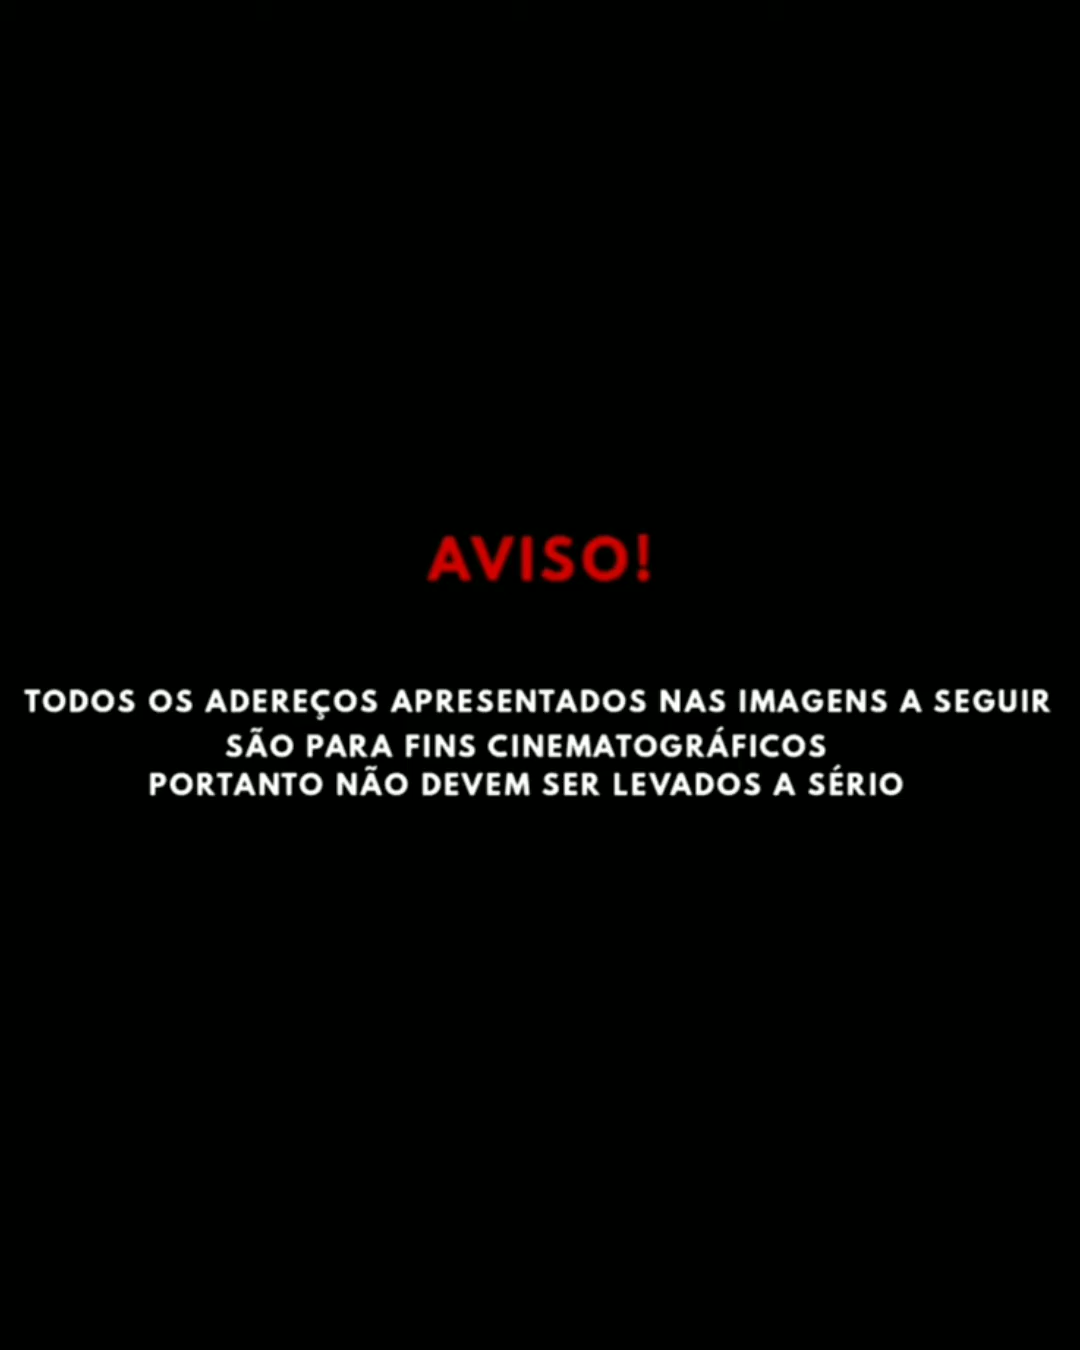 AVISO!
TODOS OS ADEREÇOS APRESENTADOS NAS IMAGENS A SEGUIR
SÃO PARA FINS CINEMATOGRÁFICOS
PORTANTO NÃO DEVEM SER LEVADOS A SÉRIO